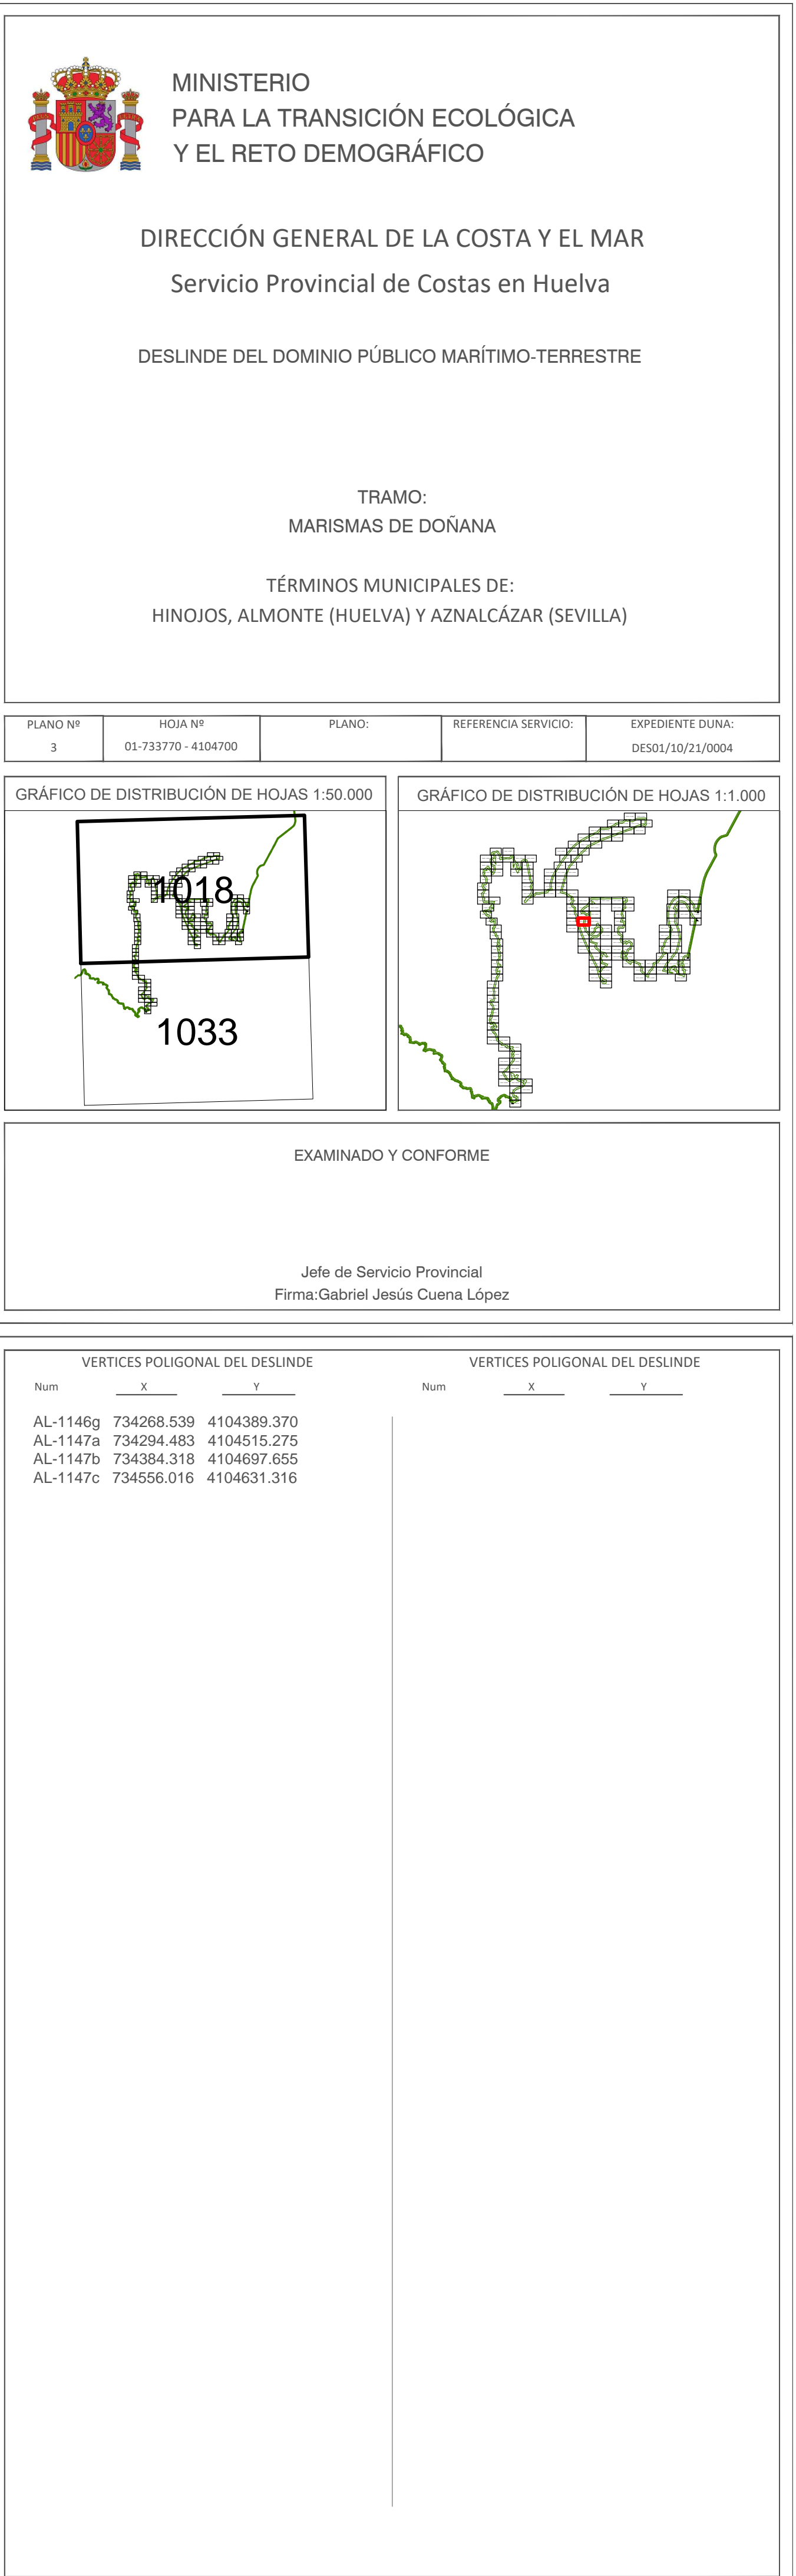 MINISTERIO
PARA LA TRANSICIÓN ECOLÓGICA
Y EL RETO DEMOGRÁFICO
DIRECCIÓN GENERAL DE LA COSTA Y EL MAR
Servicio Provincial de Costas en Huelva
DESLINDE DEL DOMINIO PÚBLICO MARÍTIMO-TERRESTRE
TRAMO:
MARISMAS DE DOÑANA
TÉRMINOS MUNICIPALES DE:
HINOJOS, ALMONTE (HUELVA) Y AZNALCÁZAR (SEVILLA)
PLANO Nº
3
HOJA Nº
01-733770 - 4104700
PLANO:
REFERENCIA SERVICIO:
EXPEDIENTE DUNA:
DES01/10/21/0004
GRÁFICO DE DISTRIBUCIÓN DE HOJAS 1:50.000
1018
1033
GRÁFICO DE DISTRIBUCIÓN DE HOJAS 1:1.000
EXAMINADO Y CONFORME
Jefe de Servicio Provincial
Firma:Gabriel Jesús Cuena López
VERTICES POLIGONAL DEL DESLINDE
Num X Y
AL-1146g 734268.539 4104389.370
AL-1147a 734294.483 4104515.275
AL-1147b 734384.318 4104697.655
AL-1147c 734556.016 4104631.316
VERTICES POLIGONAL DEL DESLINDE
Num X Y